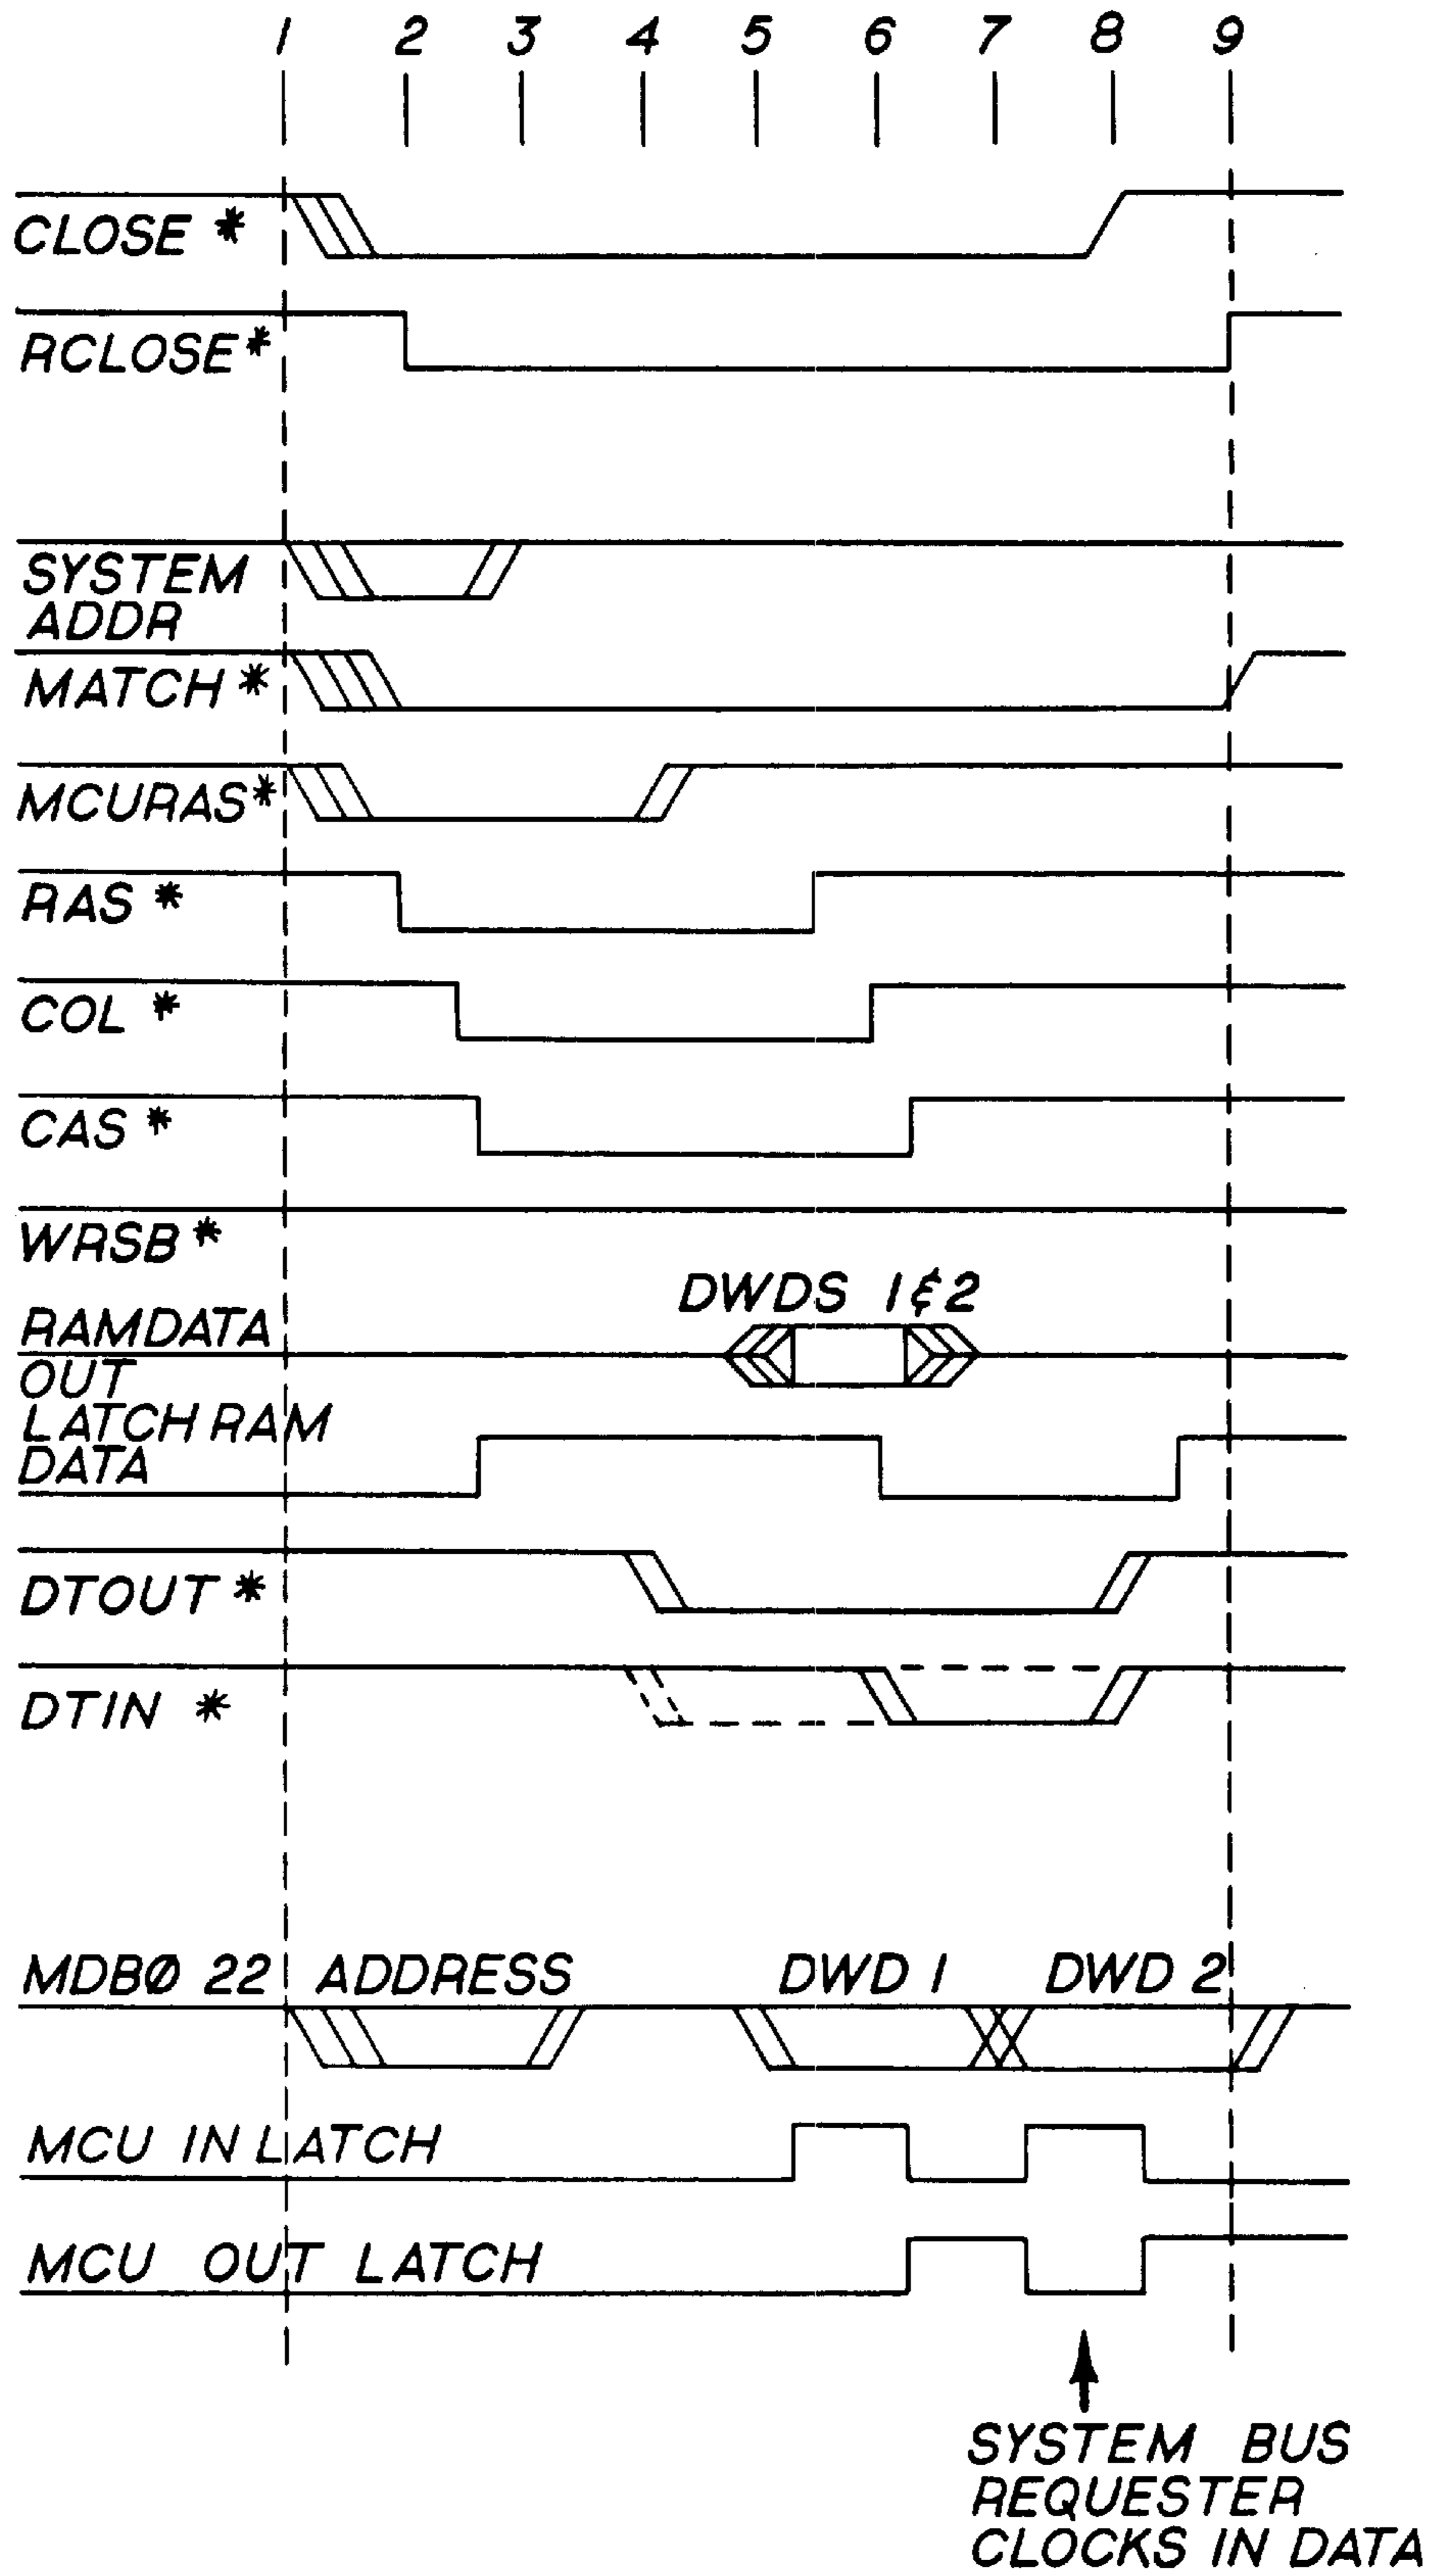 1 2 3 4 5 6 7 8 9
CLOSE *
RCLOSE*
SYSTEM
ADDR
MATCH *
MCURAS*
RAS *
COL *
CAS *
WRSB *
DWDS 1&2
RAMDATA
OUT
LATCH RAM
DATA
DTOUT *
DTIN *
MDBØ 22 ADDRESS DWD 1 DWD 2
MCU IN LATCH
MCU OUT LATCH
SYSTEM BUS
REQUESTER
CLOCKS IN DATA